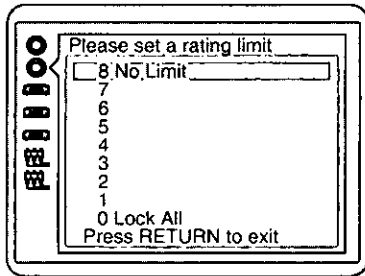 Please set a rating limit
8 No Limit
7
6
5
4
3
2
1
0 Lock All
Press RETURN to exit